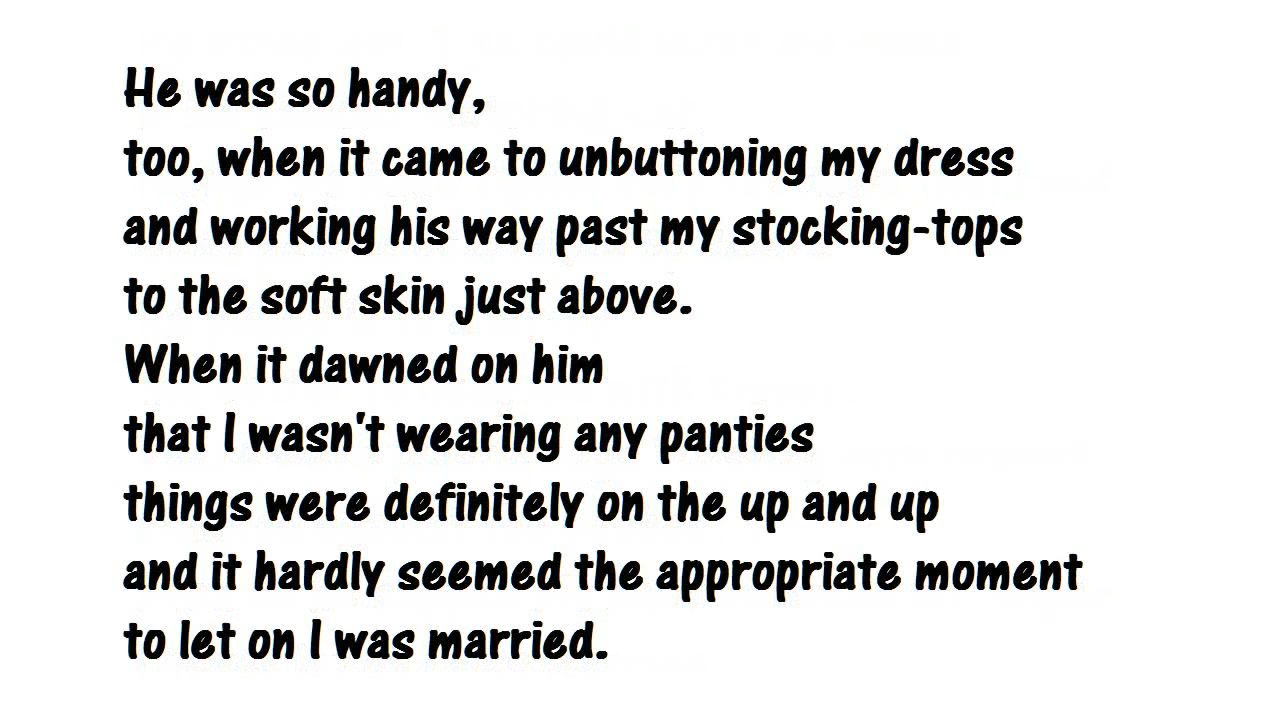 He was so handy,
too, when it came to unbuttoning my dress
and working his way past my stocking-tops
to the soft skin just above.
When it dawned on him
that I wasn't wearing any panties
things were definitely on the up and up
and it hardly seemed the appropriate moment
to let on I was married.